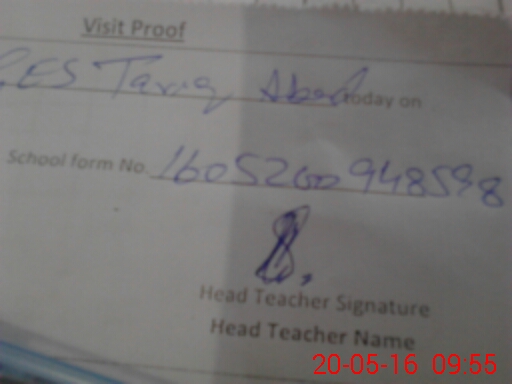 Visit Proof
GES Tariq Abad today on
School form No. 1605200948598
Head Teacher Signature
Head Teacher Name
20-05-16 09:55